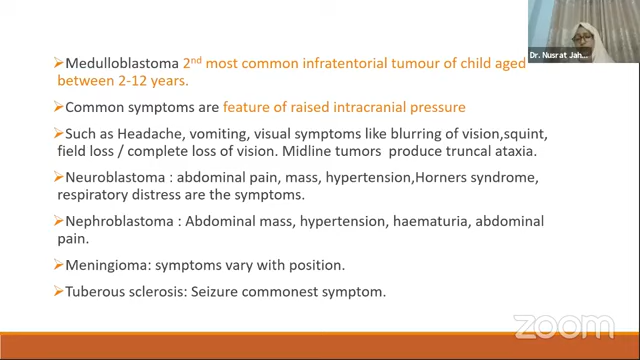 Dr. Nusrat Jah...
Medulloblastoma 2nd most common infratentorial tumour of child aged
between 2-12 years.
Common symptoms are feature of raised intracranial pressure
Such as Headache, vomiting, visual symptoms like blurring of vision,squint,
field loss / complete loss of vision. Midline tumors produce truncal ataxia.
Neuroblastoma : abdominal pain, mass, hypertension,Horners syndrome,
respiratory distress are the symptoms.
Nephroblastoma : Abdominal mass, hypertension, haematuria, abdominal
pain.
Meningioma: symptoms vary with position.
Tuberous sclerosis: Seizure commonest symptom.
zoom